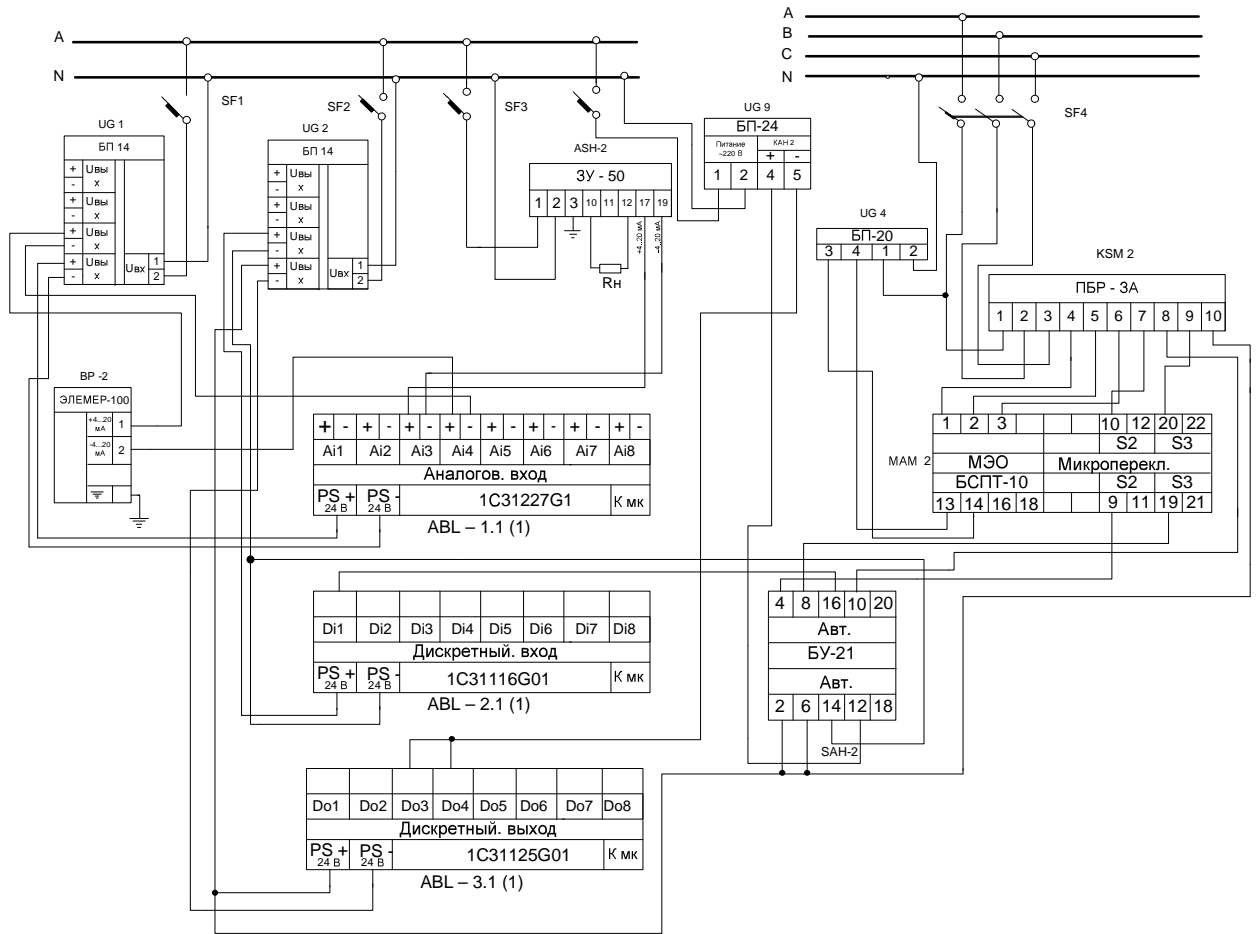 A
N
SF1
SF2
SF3
A
B
C
N
SF4
UG 1
БП 14
+ Uвы
- х
+ Uвы
- х
+ Uвы
- х
+ Uвы
- х
Uвх 1
2
UG 2
БП 14
+ Uвы
- х
+ Uвы
- х
+ Uвы
- х
+ Uвы
- х
Uвх 1
2
ASH-2
ЗУ - 50
1 2 3 10 11 12 17 19
+4...20 мА
-4...20 мА
Rн
UG 9
БП-24
Питание
~220 В
КАН 2
+ -
1 2 4 5
UG 4
БП-20
3 4 1 2
KSM 2
ПБР - 3А
1 2 3 4 5 6 7 8 9 10
BP -2
ЭЛЕМЕР-100
+4...20
мА
1
-4...20
мА
2
+ - + - + - + - + - + - + - + -
Ai1 Ai2 Ai3 Ai4 Ai5 Ai6 Ai7 Ai8
Аналогов. вход
PS + PS - 1C31227G1 К мк
24 В 24 В
ABL – 1.1 (1)
MAM 2
1 2 3 10 12 20 22
S2 S3
МЭО Микроперекл.
БСПТ-10 S2 S3
13 14 16 18 9 11 19 21
Di1 Di2 Di3 Di4 Di5 Di6 Di7 Di8
Дискретный. вход
PS + PS - 1C31116G01 К мк
24 В 24 В
ABL – 2.1 (1)
4 8 16 10 20
Авт.
БУ-21
Авт.
2 6 14 12 18
SAH-2
Do1 Do2 Do3 Do4 Do5 Do6 Do7 Do8
Дискретный. выход
PS + PS - 1C31125G01 К мк
24 В 24 В
ABL – 3.1 (1)